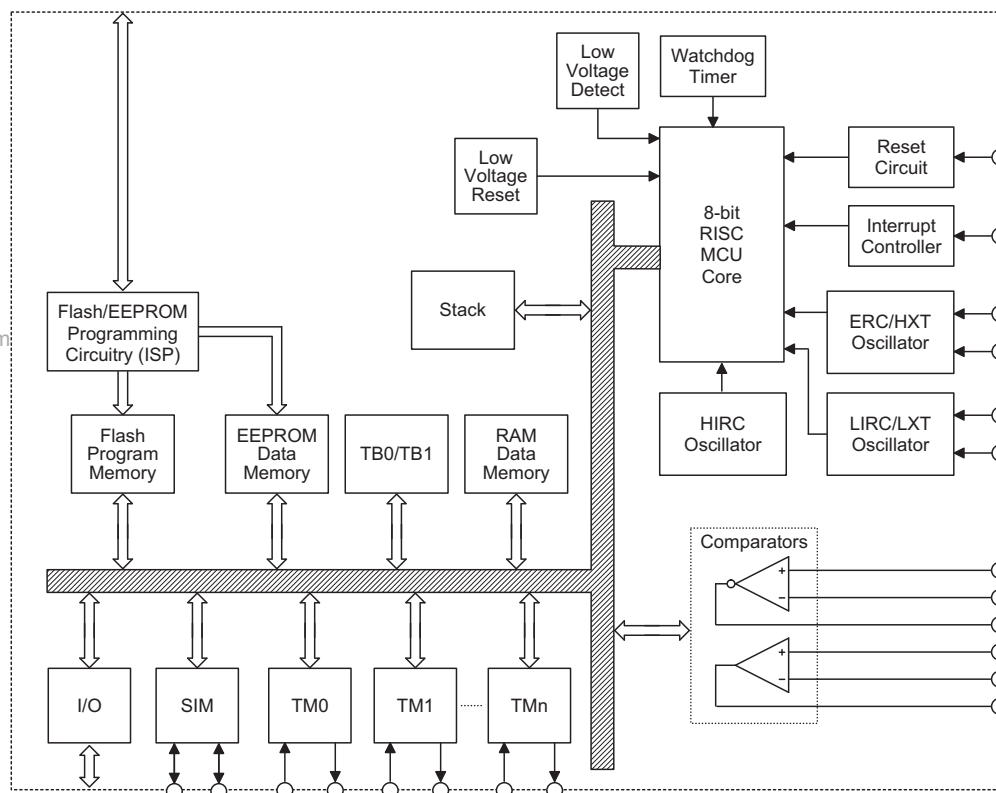 Low
Voltage
Detect
Watchdog
Timer
Low
Voltage
Reset
8-bit
RISC
MCU
Core
Reset
Circuit
Interrupt
Controller
Stack
Flash/EEPROM
Programming
Circuitry (ISP)
ERC/HXT
Oscillator
m
Flash
Program
Memory
EEPROM
Data
Memory
TB0/TB1
RAM
Data
Memory
HIRC
Oscillator
LIRC/LXT
Oscillator
Comparators
+
−
+
−
I/O
SIM
TM0
TM1
......
TMn